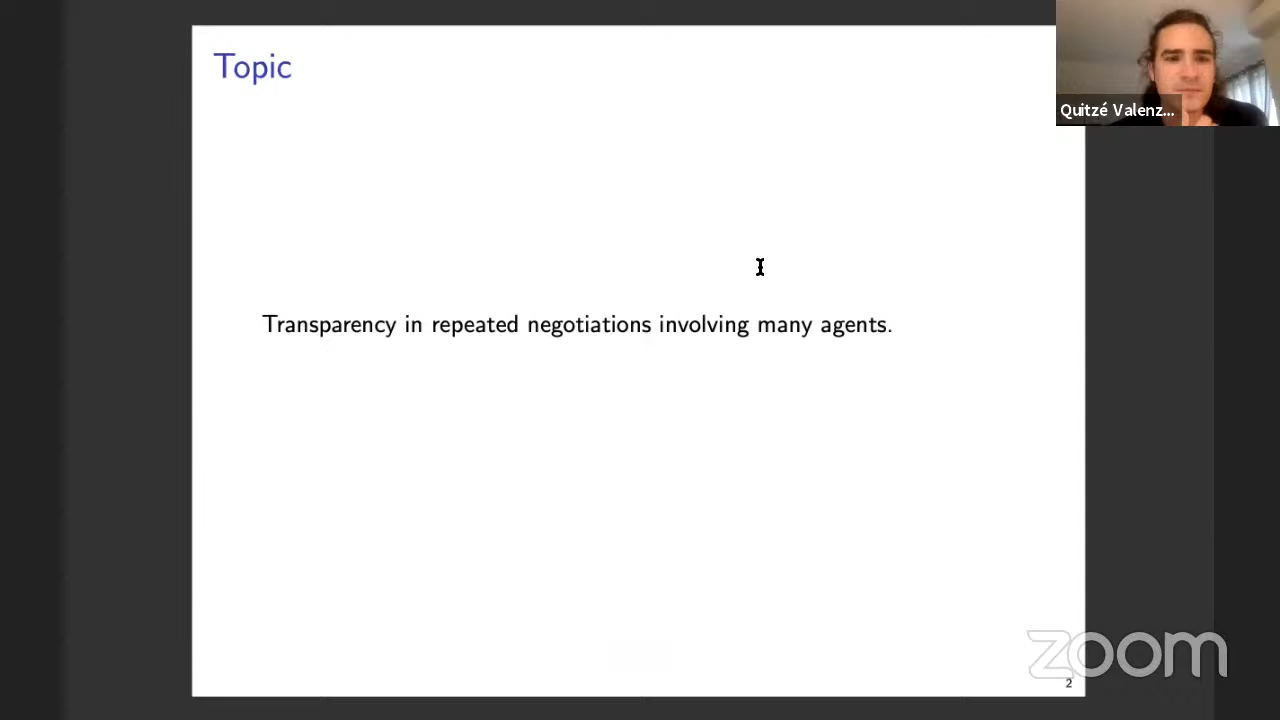 Topic
Quitzé Valenz...
Transparency in repeated negotiations involving many agents.
zoom
2